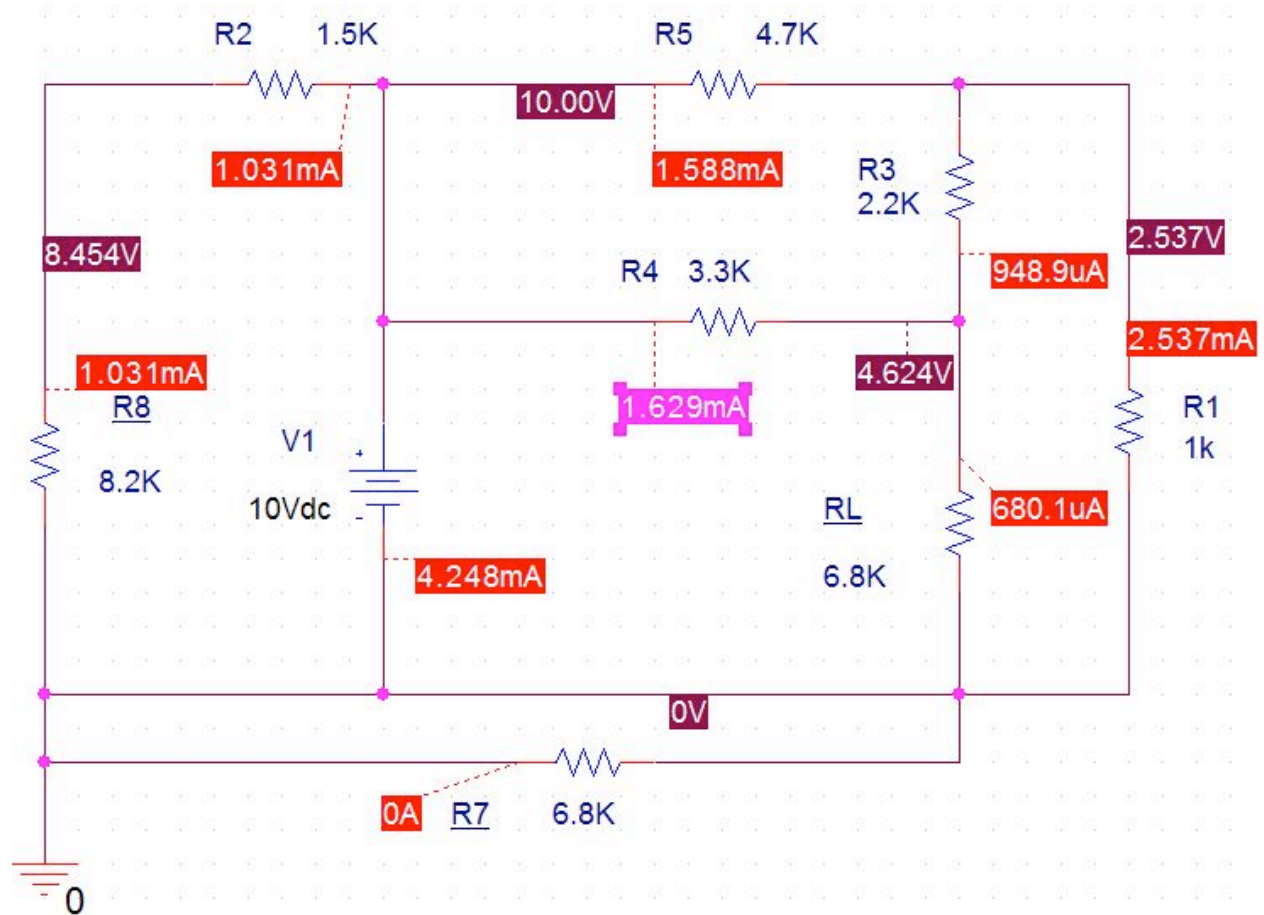 R2 1.5K
R5 4.7K
10.00V
1.031mA
1.588mA
R3
2.2K
8.454V
2.537V
R4 3.3K
948.9uA
2.537mA
1.031mA
4.624V
R8
1.629mA
R1
1k
V1
+
8.2K
10Vdc
-
RL
680.1uA
4.248mA
6.8K
0V
0A R7 6.8K
0